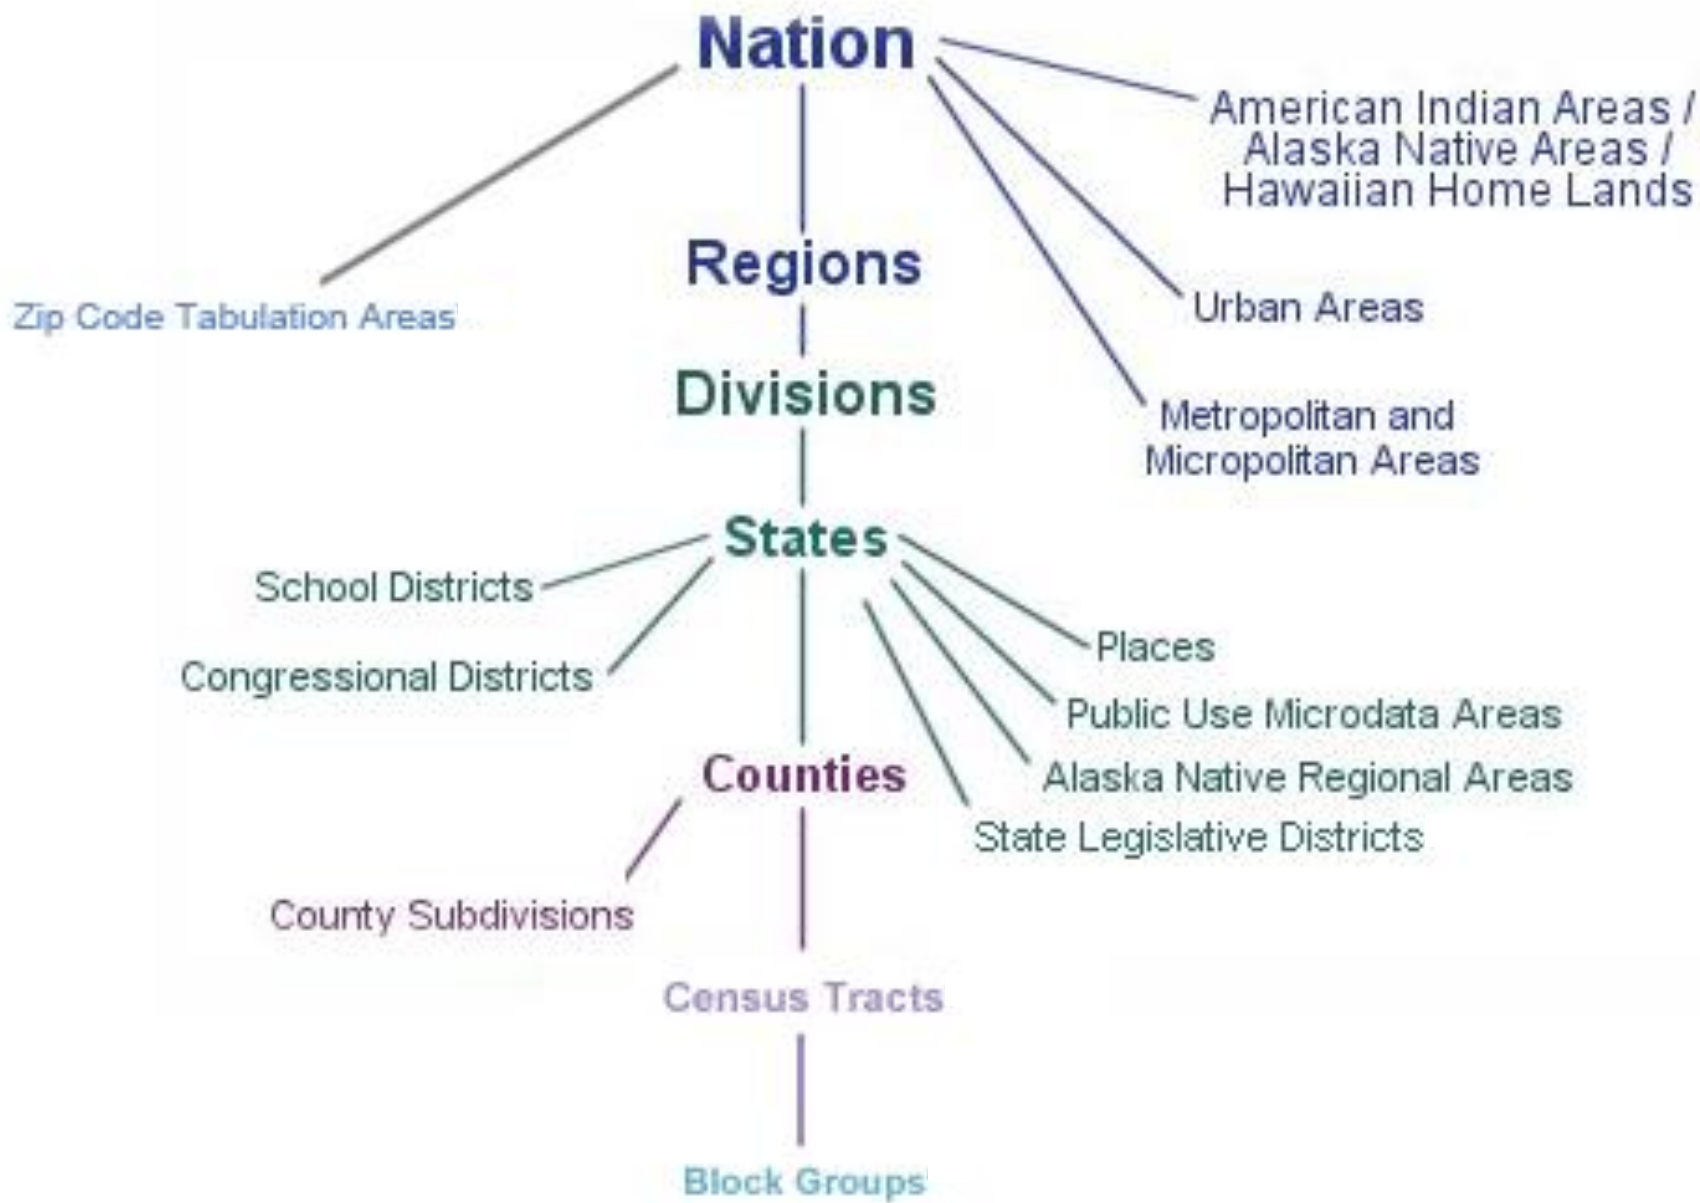 Nation
American Indian Areas /
Alaska Native Areas /
Hawaiian Home Lands
Regions
Zip Code Tabulation Areas
Urban Areas
Divisions
Metropolitan and
Micropolitan Areas
States
School Districts
Congressional Districts
Places
Public Use Microdata Areas
Alaska Native Regional Areas
State Legislative Districts
Counties
County Subdivisions
Census Tracts
Block Groups